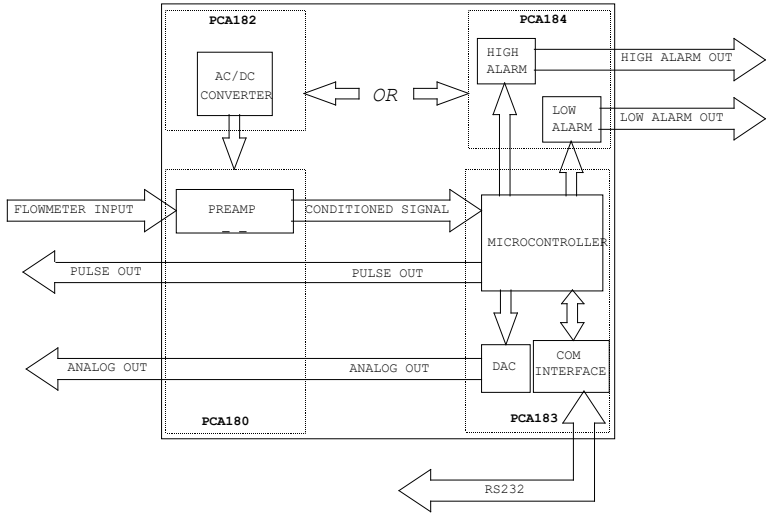 PCA182
PCA184
HIGH
ALARM
HIGH ALARM OUT
AC/DC
CONVERTER
OR
LOW
ALARM
LOW ALARM OUT
FLOWMETER INPUT
PREAMP
CONDITIONED SIGNAL
MICROCONTROLLER
PULSE OUT
PULSE OUT
ANALOG OUT
ANALOG OUT
DAC
COM
INTERFACE
PCA180
PCA183
RS232